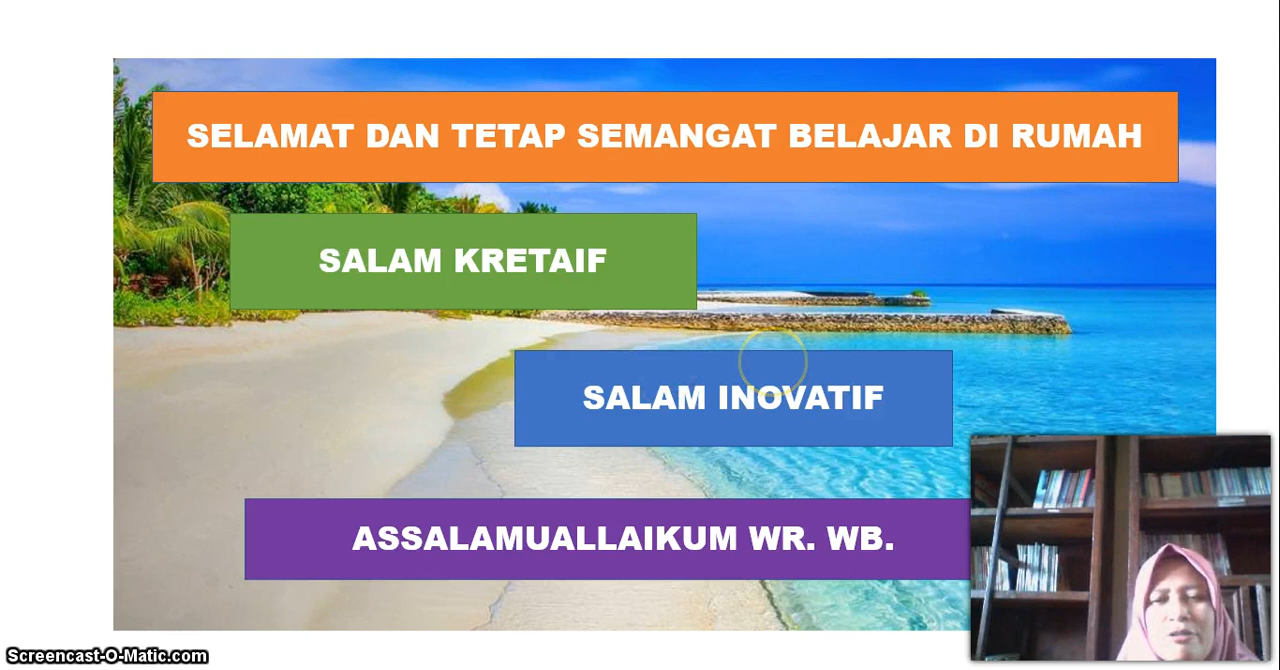 SELAMAT DAN TETAP SEMANGAT BELAJAR DI RUMAH
SALAM KRETAIF
SALAM INOVATIF
ASSALAMUALLAIKUM WR. WB.
Screencast-O-Matic.com